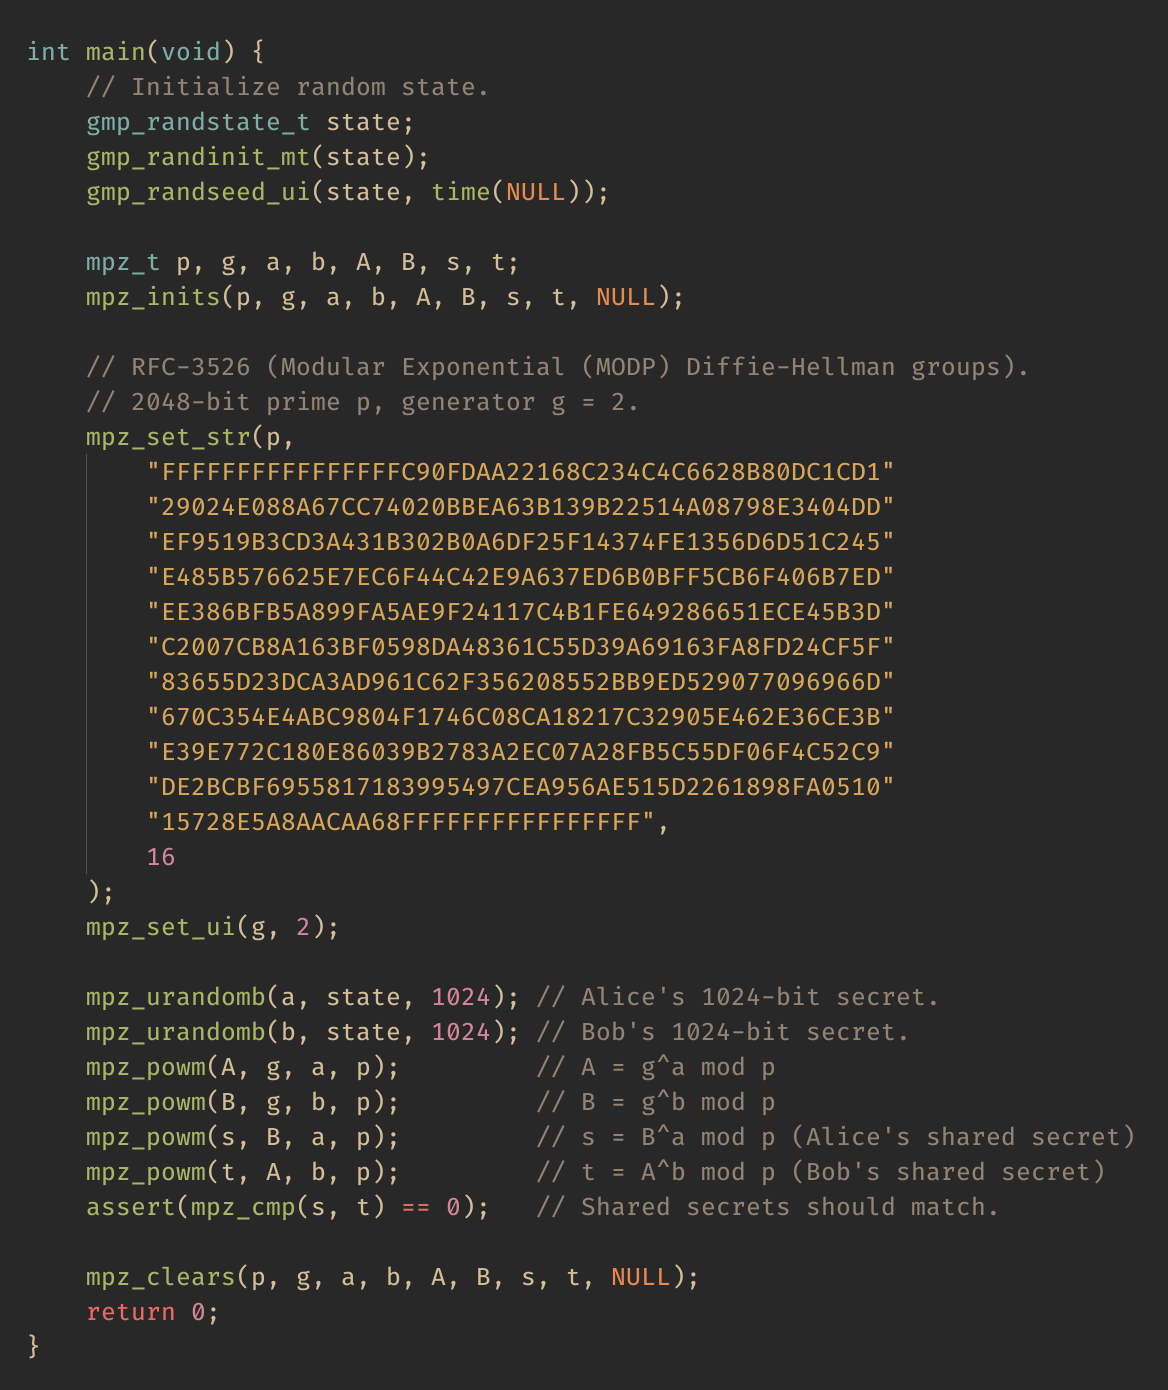 int main(void) {
    // Initialize random state.
    gmp_randstate_t state;
    gmp_randinit_mt(state);
    gmp_randseed_ui(state, time(NULL));

    mpz_t p, g, a, b, A, B, s, t;
    mpz_inits(p, g, a, b, A, B, s, t, NULL);

    // RFC-3526 (Modular Exponential (MODP) Diffie-Hellman groups).
    // 2048-bit prime p, generator g = 2.
    mpz_set_str(p,
        "FFFFFFFFFFFFFFFFC90FDAA22168C234C4C6628B80DC1CD1"
        "29024E088A67CC74020BBEA63B139B22514A08798E3404DD"
        "EF9519B3CD3A431B302B0A6DF25F14374FE1356D6D51C245"
        "E485B576625E7EC6F44C42E9A637ED6B0BFF5CB6F406B7ED"
        "EE386BFB5A899FA5AE9F24117C4B1FE649286651ECE45B3D"
        "C2007CB8A163BF0598DA48361C55D39A69163FA8FD24CF5F"
        "83655D23DCA3AD961C62F356208552BB9ED529077096966D"
        "670C354E4ABC9804F1746C08CA18217C32905E462E36CE3B"
        "E39E772C180E86039B2783A2EC07A28FB5C55DF06F4C52C9"
        "DE2BCBF6955817183995497CEA956AE515D2261898FA0510"
        "15728E5A8AACAA68FFFFFFFFFFFFFFFF",
        16
    );
    mpz_set_ui(g, 2);

    mpz_urandomb(a, state, 1024); // Alice's 1024-bit secret.
    mpz_urandomb(b, state, 1024); // Bob's 1024-bit secret.
    mpz_powm(A, g, a, p);         // A = g^a mod p
    mpz_powm(B, g, b, p);         // B = g^b mod p
    mpz_powm(s, B, a, p);         // s = B^a mod p (Alice's shared secret)
    mpz_powm(t, A, b, p);         // t = A^b mod p (Bob's shared secret)
    assert(mpz_cmp(s, t) == 0);   // Shared secrets should match.

    mpz_clears(p, g, a, b, A, B, s, t, NULL);
    return 0;
}